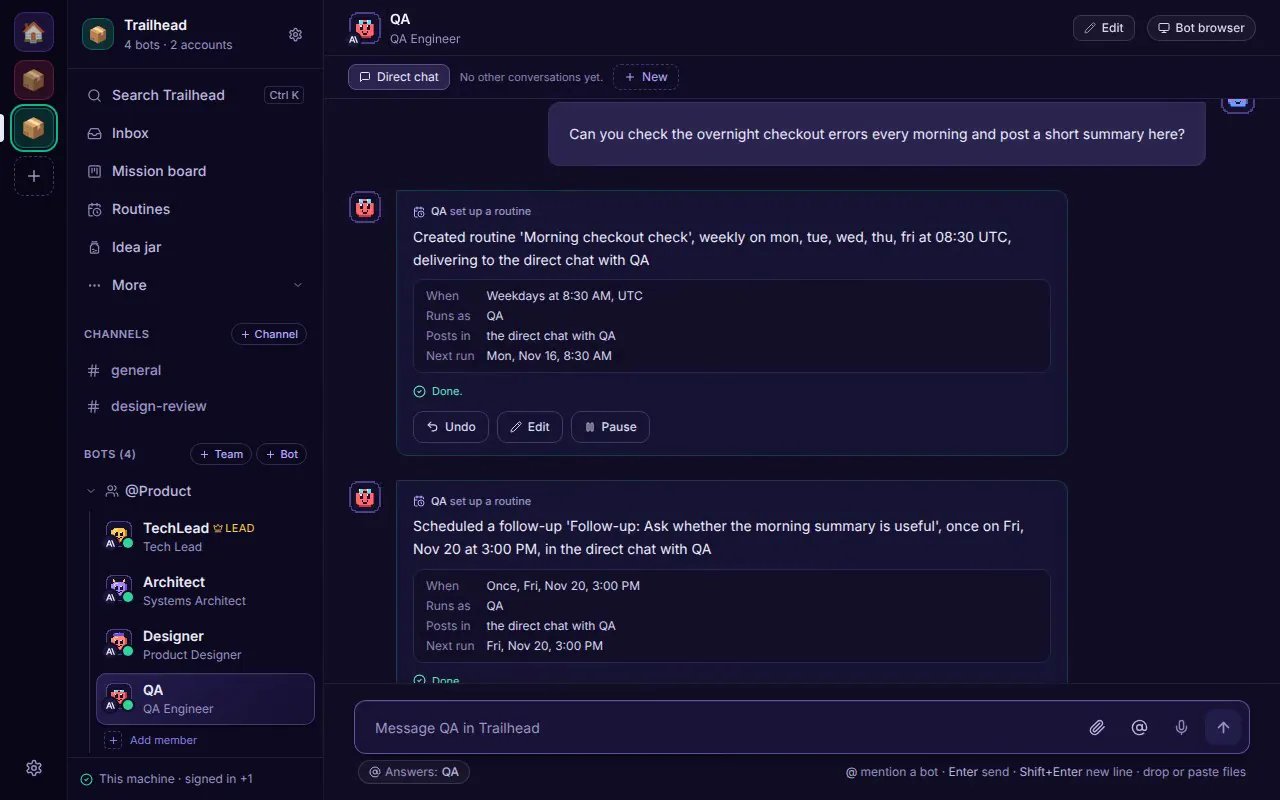 Trailhead
4 bots · 2 accounts
Search Trailhead
Ctrl K
Inbox
Mission board
Routines
Idea jar
More
CHANNELS
+ Channel
# general
# design-review
BOTS (4)
+ Team
+ Bot
@Product
TechLead LEAD
Tech Lead
Architect
Systems Architect
Designer
Product Designer
QA
QA Engineer
+ Add member
This machine · signed in +1
QA
QA Engineer
Edit
Bot browser
Direct chat
No other conversations yet.
+ New
Can you check the overnight checkout errors every morning and post a short summary here?
QA set up a routine
Created routine 'Morning checkout check', weekly on mon, tue, wed, thu, fri at 08:30 UTC,
delivering to the direct chat with QA
When Weekdays at 8:30 AM, UTC
Runs as QA
Posts in the direct chat with QA
Next run Mon, Nov 16, 8:30 AM
Done.
Undo
Edit
Pause
QA set up a routine
Scheduled a follow-up 'Follow-up: Ask whether the morning summary is useful', once on Fri,
Nov 20 at 3:00 PM, in the direct chat with QA
When Once, Fri, Nov 20, 3:00 PM
Runs as QA
Posts in the direct chat with QA
Next run Fri, Nov 20, 3:00 PM
Done.
Message QA in Trailhead
@ Answers: QA
@ mention a bot · Enter send · Shift+Enter new line · drop or paste files